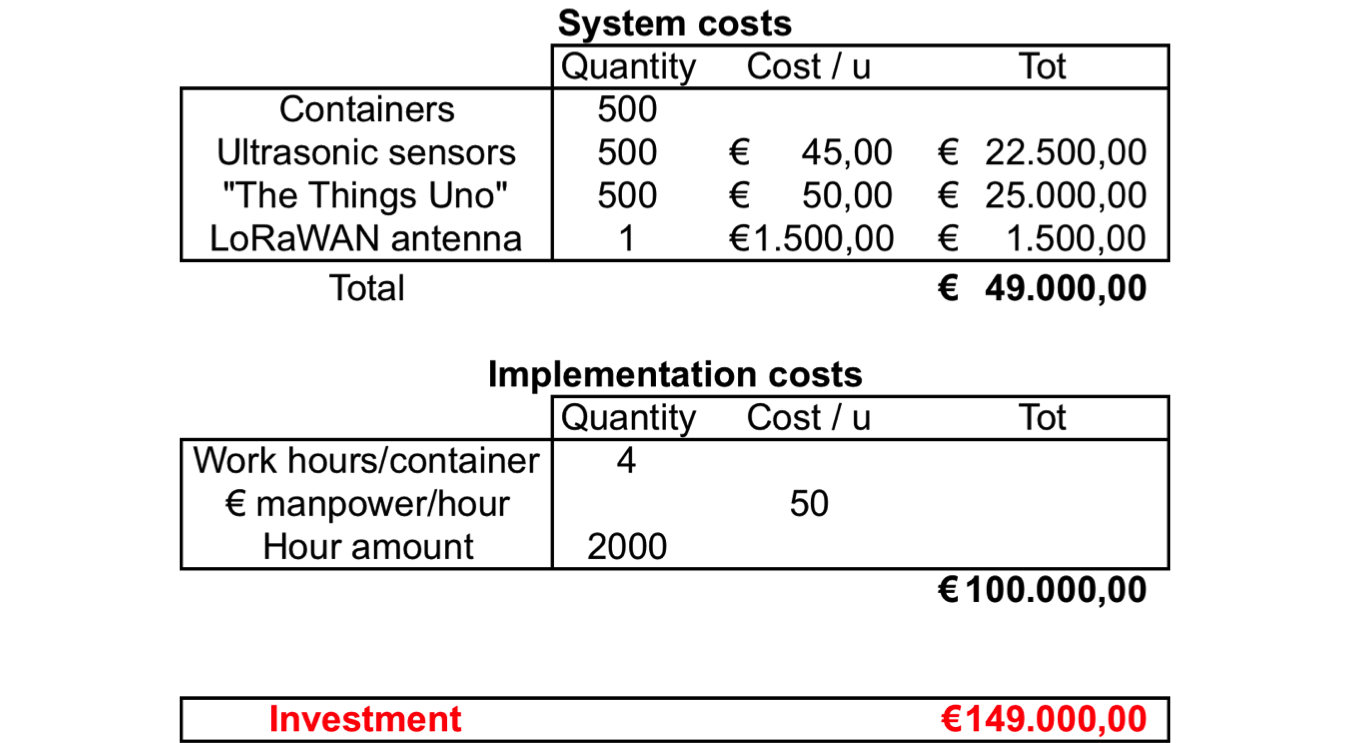 System costs
Quantity Cost / u Tot
Containers 500
Ultrasonic sensors 500 € 45,00 € 22.500,00
"The Things Uno" 500 € 50,00 € 25.000,00
LoRaWAN antenna 1 €1.500,00 € 1.500,00
Total € 49.000,00
Implementation costs
Quantity Cost / u Tot
Work hours/container 4
€ manpower/hour 50
Hour amount 2000
€ 100.000,00
Investment €149.000,00